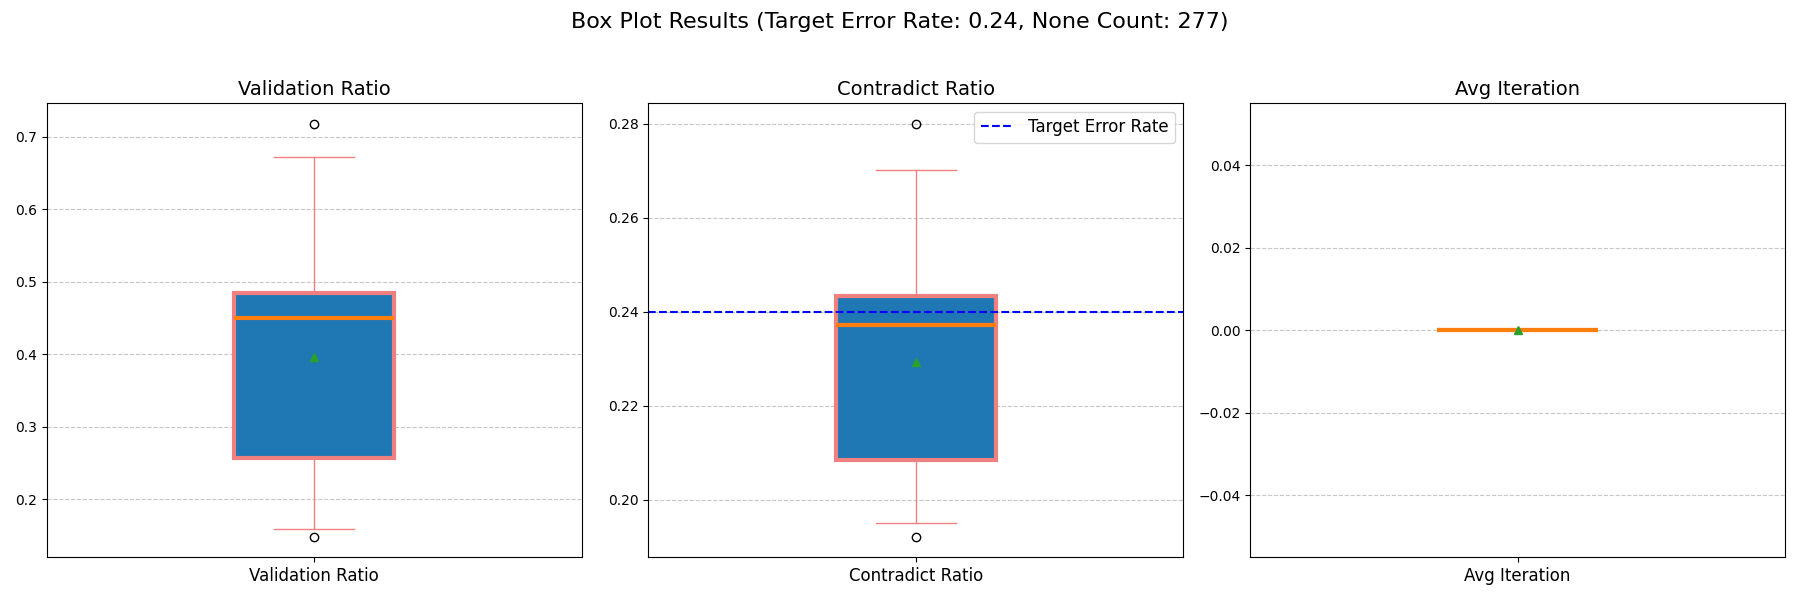 Box Plot Results (Target Error Rate: 0.24, None Count: 277)
Validation Ratio
0.7
0.6
0.5
0.4
0.3
0.2
Validation Ratio
Contradict Ratio
Target Error Rate
0.28
0.26
0.24
0.22
0.20
Contradict Ratio
Avg Iteration
0.04
0.02
0.00
−0.02
−0.04
Avg Iteration